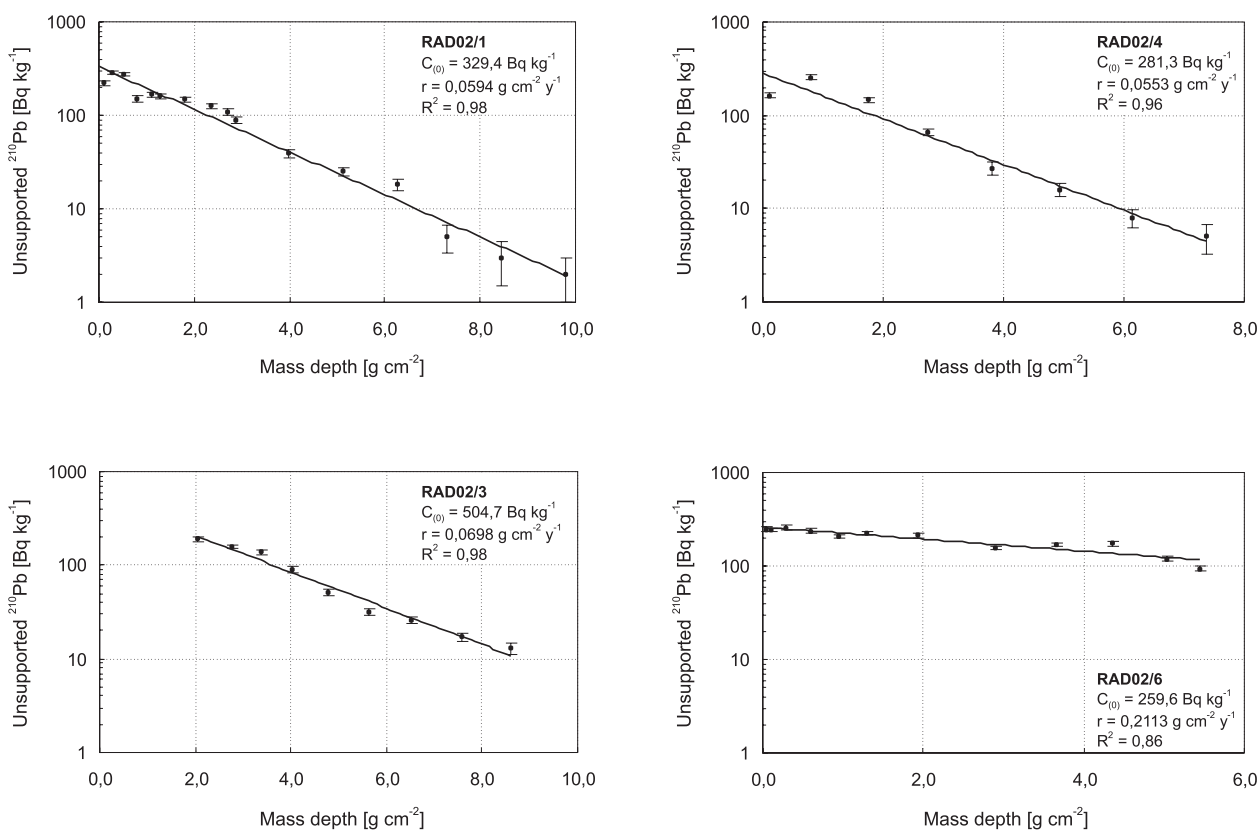 1000
100
10
1
Unsupported ²¹⁰Pb [Bq kg⁻¹]
RAD02/1
C₍₀₎ = 329,4 Bq kg⁻¹
r = 0,0594 g cm⁻² y⁻¹
R² = 0,98
0,0 2,0 4,0 6,0 8,0 10,0
Mass depth [g cm⁻²]
1000
100
10
1
Unsupported ²¹⁰Pb [Bq kg⁻¹]
RAD02/4
C₍₀₎ = 281,3 Bq kg⁻¹
r = 0,0553 g cm⁻² y⁻¹
R² = 0,96
0,0 2,0 4,0 6,0 8,0
Mass depth [g cm⁻²]
1000
100
10
1
Unsupported ²¹⁰Pb [Bq kg⁻¹]
RAD02/3
C₍₀₎ = 504,7 Bq kg⁻¹
r = 0,0698 g cm⁻² y⁻¹
R² = 0,98
0,0 2,0 4,0 6,0 8,0 10,0
Mass depth [g cm⁻²]
1000
100
10
1
Unsupported ²¹⁰Pb [Bq kg⁻¹]
RAD02/6
C₍₀₎ = 259,6 Bq kg⁻¹
r = 0,2113 g cm⁻² y⁻¹
R² = 0,86
0,0 2,0 4,0 6,0
Mass depth [g cm⁻²]